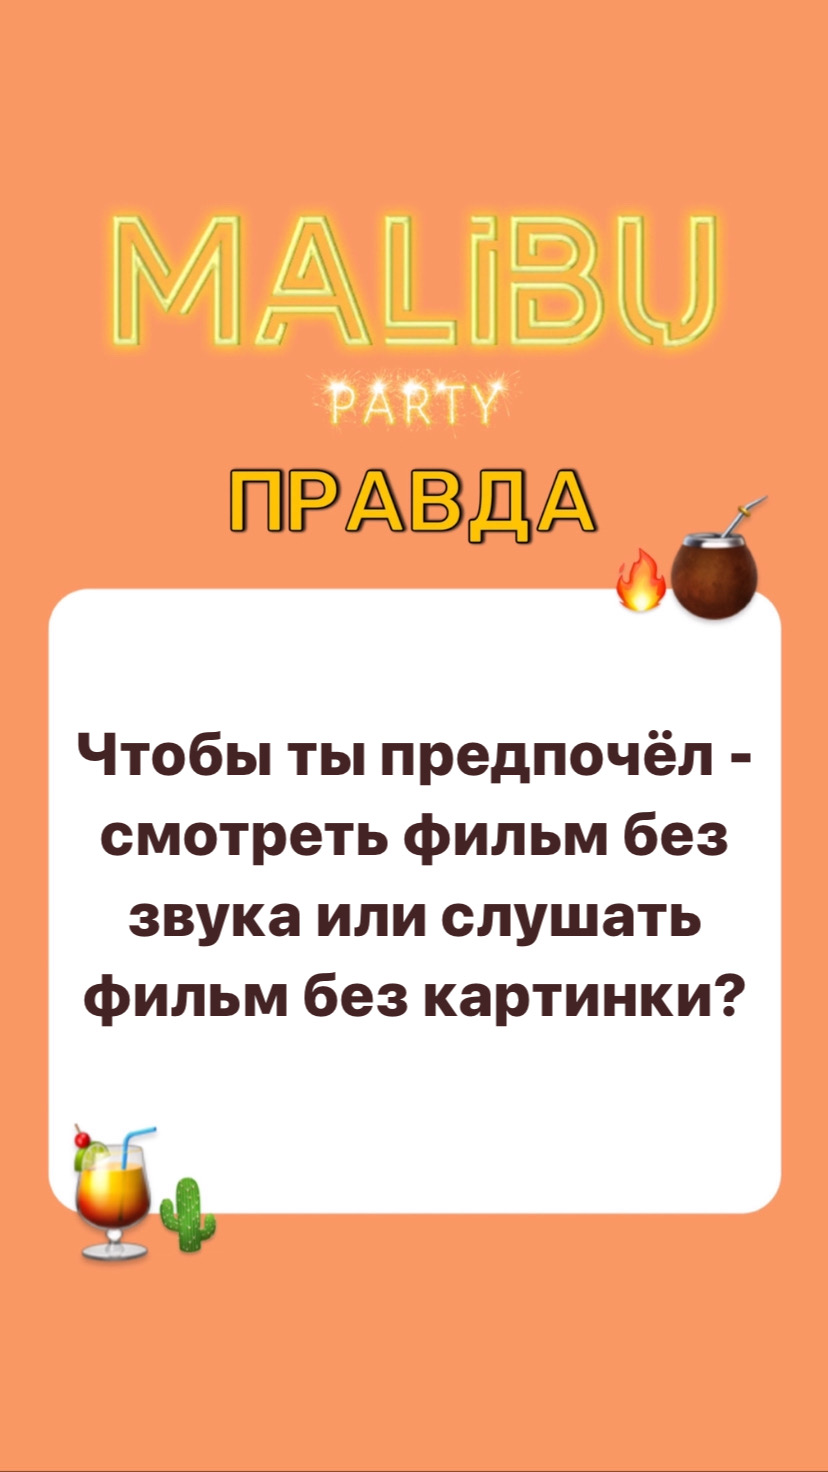 MALiBU
PARTY
ПРАВДА
Чтобы ты предпочёл -
смотреть фильм без
звука или слушать
фильм без картинки?